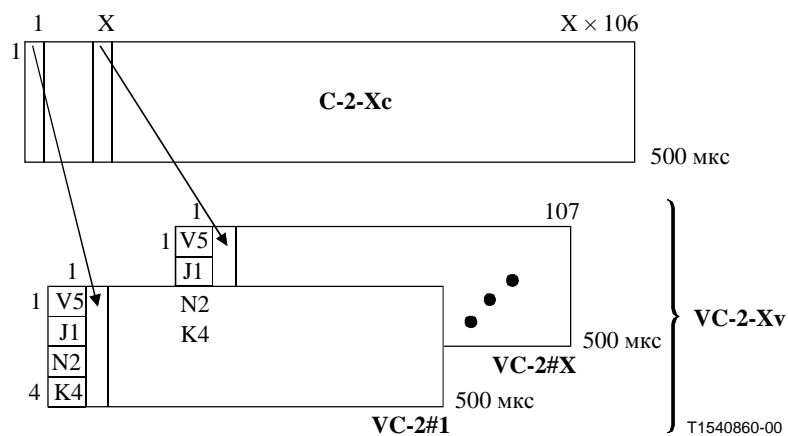 1 X X × 106
1
C-2-Xc
500 мкс
1 107
1 V5
J1
1
1 V5 N2
J1 K4
N2
4 K4
500 мкс
VC-2#X
500 мкс
VC-2#1
VC-2-Xv
T1540860-00